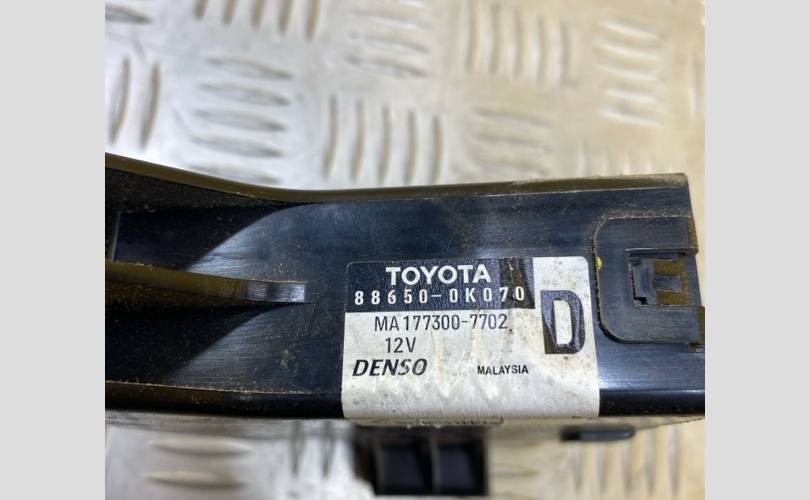 TOYOTA
88650-0K070
MA177300-7702
12V
DENSO MALAYSIA
D